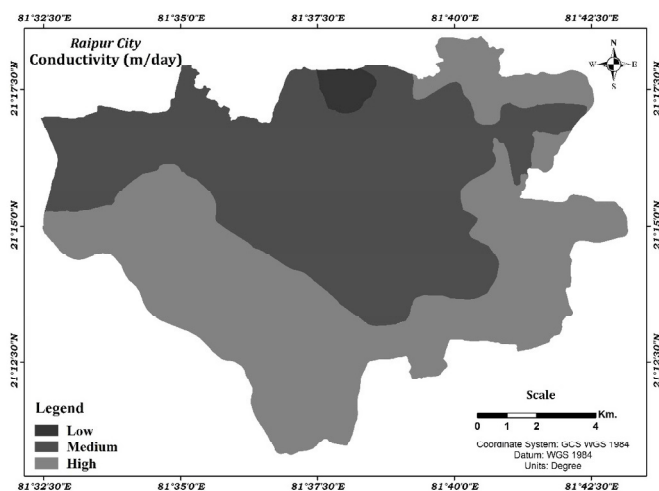 81°32'30"E 81°35'0"E 81°37'30"E 81°40'0"E 81°42'30"E
Raipur City
Conductivity (m/day)
N
W E
S
21°17'30"N 21°17'30"N
21°15'0"N 21°15'0"N
21°12'30"N 21°12'30"N
Legend
Low
Medium
High
Scale
0 1 2 4 Km.
Coordinate System: GCS WGS 1984
Datum: WGS 1984
Units: Degree
81°32'30"E 81°35'0"E 81°37'30"E 81°40'0"E 81°42'30"E